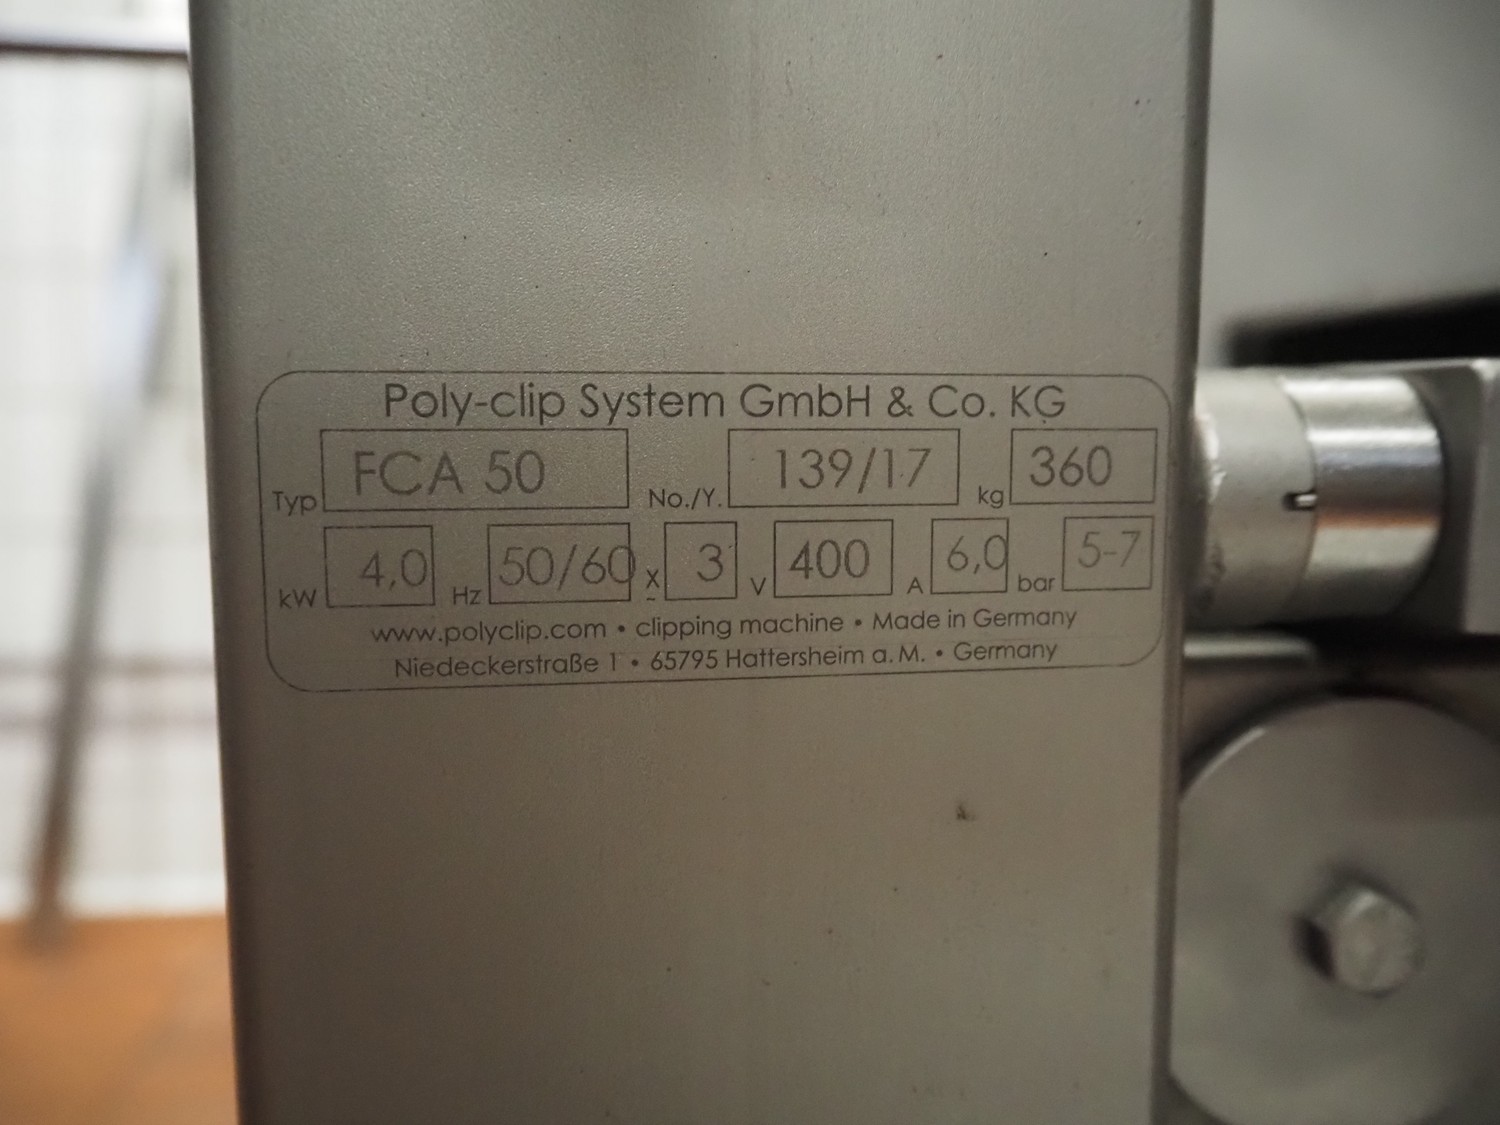 Poly-clip System GmbH & Co. KG
Typ FCA 50 No./Y. 139/17 kg 360
kW 4,0 Hz 50/60 x 3 V 400 A 6,0 bar 5-7
www.polyclip.com • clipping machine • Made in Germany
Niedeckerstraße 1 • 65795 Hattersheim a. M. • Germany